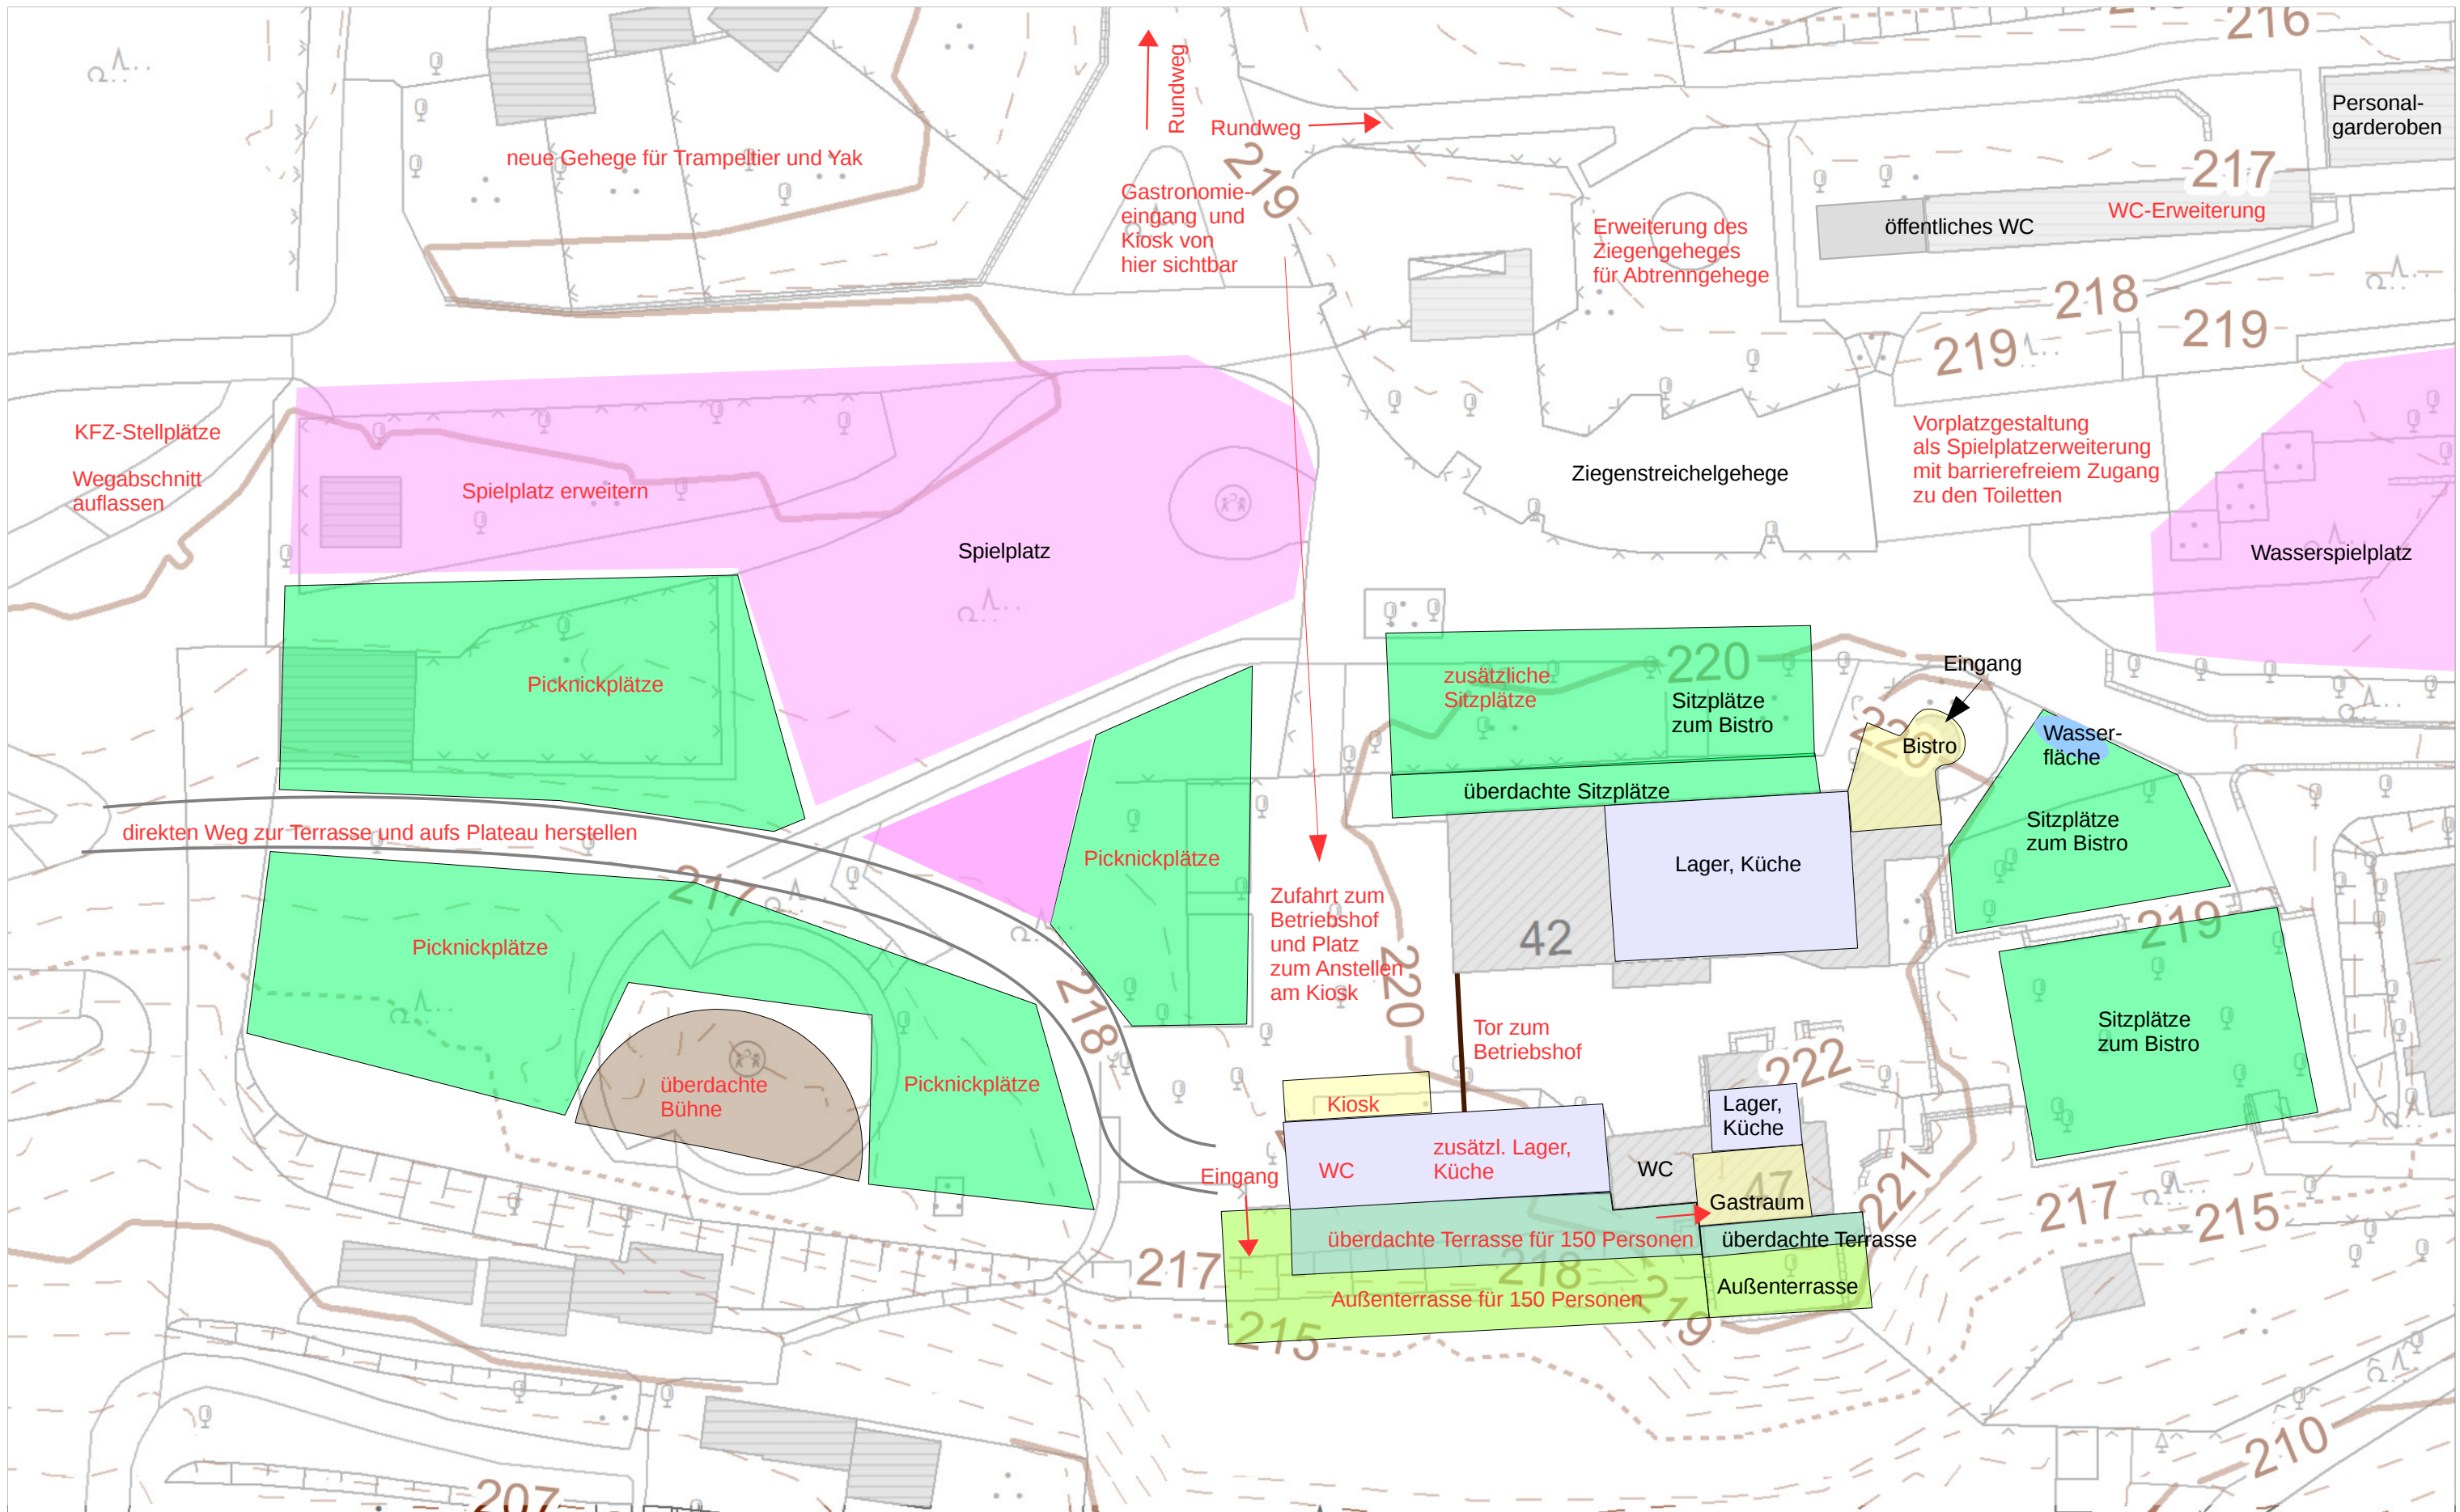 216
Rundweg
Rundweg
Personal-
garderoben
neue Gehege für Trampeltier und Yak
217
219
Gastronomie-
eingang und
Kiosk von
hier sichtbar
Erweiterung des
Ziegengeheges
für Abtrenngehege
öffentliches WC
WC-Erweiterung
218
219
219
KFZ-Stellplätze
Wegabschnitt
auflassen
Spielplatz erweitern
Spielplatz
Ziegenstreichelgehege
Vorplatzgestaltung
als Spielplatzerweiterung
mit barrierefreiem Zugang
zu den Toiletten
Wasserspielplatz
Picknickplätze
zusätzliche
Sitzplätze
220
Sitzplätze
zum Bistro
Eingang
220
Bistro
Wasser-
fläche
überdachte Sitzplätze
Sitzplätze
zum Bistro
direkten Weg zur Terrasse und aufs Plateau herstellen
Picknickplätze
Lager, Küche
217
Zufahrt zum
Betriebshof
und Platz
zum Anstellen
am Kiosk
42
219
220
Picknickplätze
218
Tor zum
Betriebshof
Sitzplätze
zum Bistro
überdachte
Bühne
Picknickplätze
222
Kiosk
Lager,
Küche
Eingang
WC
zusätzl. Lager,
Küche
WC
47
Gastraum
221
217
215
überdachte Terrasse für 150 Personen
überdachte Terrasse
217
218
Außenterrasse für 150 Personen
219
Außenterrasse
215
210
207